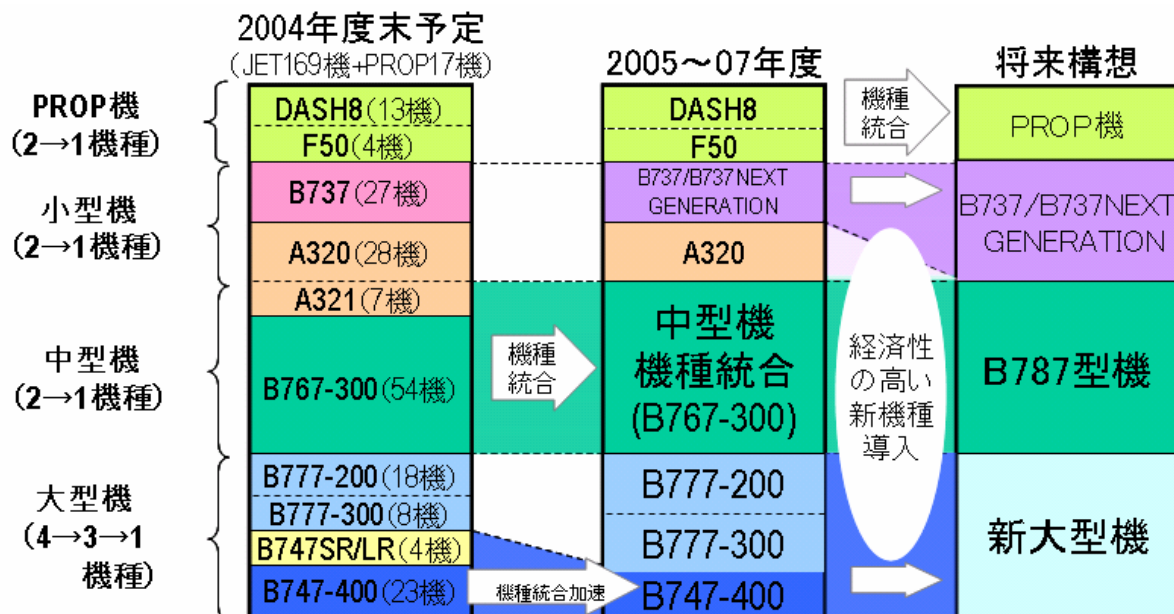 2004年度末予定
（JET169機+PROP17機）
2005～07年度
将来構想
PROP機
（2→1機種）
DASH8（13機）
F50（4機）
DASH8
F50
機種
統合
PROP機
小型機
（2→1機種）
B737（27機）
A320（28機）
B737/B737NEXT
GENERATION
A320
B737/B737NEXT
GENERATION
中型機
（2→1機種）
A321（7機）
B767-300（54機）
機種
統合
中型機
機種統合
（B767-300）
経済性
の高い
新機種
導入
B787型機
大型機
（4→3→1
機種）
B777-200（18機）
B777-300（8機）
B747SR/LR（4機）
B747-400（23機）
機種統合加速
B777-200
B777-300
B747-400
新大型機